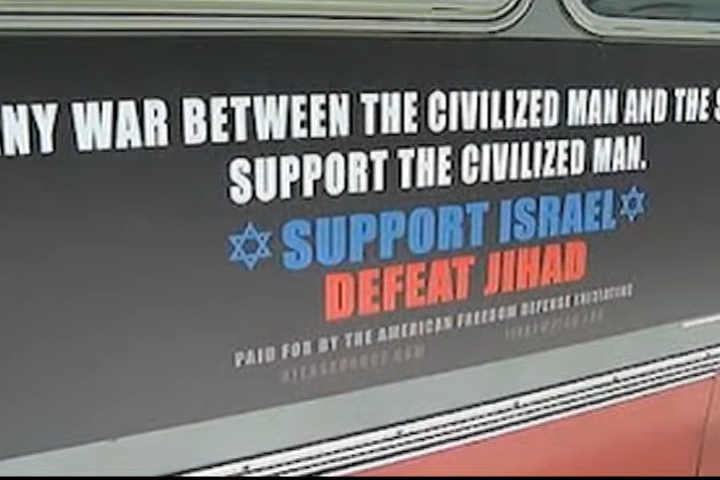 NY WAR BETWEEN THE CIVILIZED MAN AND THE S
SUPPORT THE CIVILIZED MAN.
SUPPORT ISRAEL
DEFEAT JIHAD
PAID FOR BY THE AMERICAN FREEDOM DEFENSE INITIATIVE